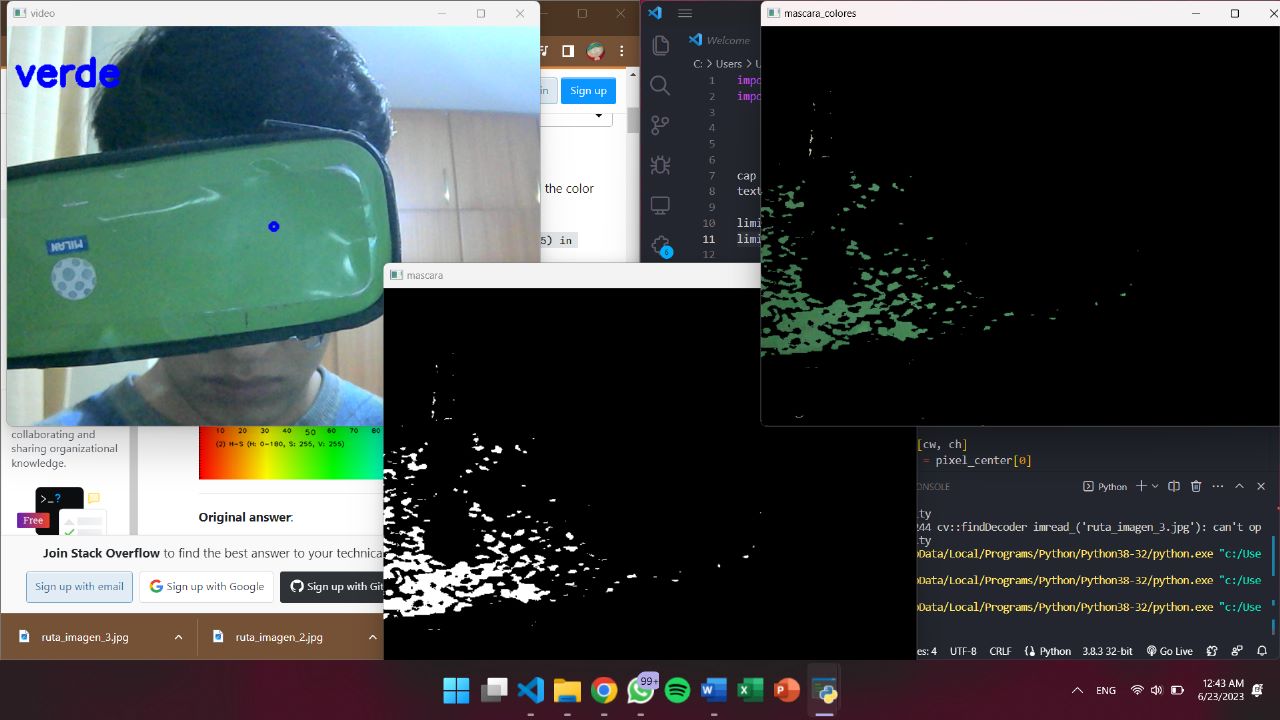 video
verde
MILAN
in
Sign up
the color
5) in
collaborating and
sharing organizational
knowledge.
>_?
Free
10 20 30 40 50 60 70 80
(2) H-S (H: 0-180, S: 255, V: 255)
Original answer:
Join Stack Overflow to find the best answer to your technica
Sign up with email
Sign up with Google
Sign up with Git
ruta_imagen_3.jpg
ruta_imagen_2.jpg
mascara
Welcome
C: > Users > U
1 impo
2 impo
3
4
5
6
7 cap
8 text
9
10 limi
11 limi
12
6
mascara_colores
[cw, ch]
= pixel_center[0]
ONSOLE
Python
ty
244 cv::findDecoder imread_('ruta_imagen_3.jpg'): can't op
ty
pData/Local/Programs/Python/Python38-32/python.exe "c:/Use
pData/Local/Programs/Python/Python38-32/python.exe "c:/Use
pData/Local/Programs/Python/Python38-32/python.exe "c:/Use
es: 4 UTF-8 CRLF Python 3.8.3 32-bit Go Live
99+
ENG
12:43 AM
6/23/2023